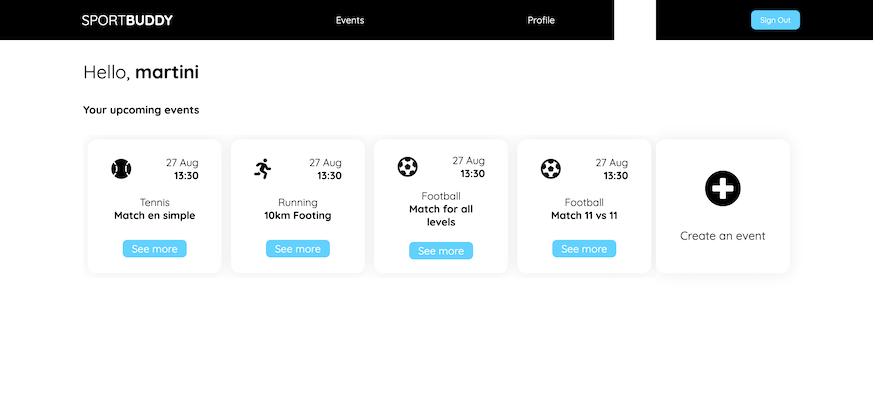 SPORTBUDDY
Events
Profile
Sign Out
Hello, martini
Your upcoming events
27 Aug
13:30
Tennis
Match en simple
See more
27 Aug
13:30
Running
10km Footing
See more
27 Aug
13:30
Football
Match for all
levels
See more
27 Aug
13:30
Football
Match 11 vs 11
See more
Create an event